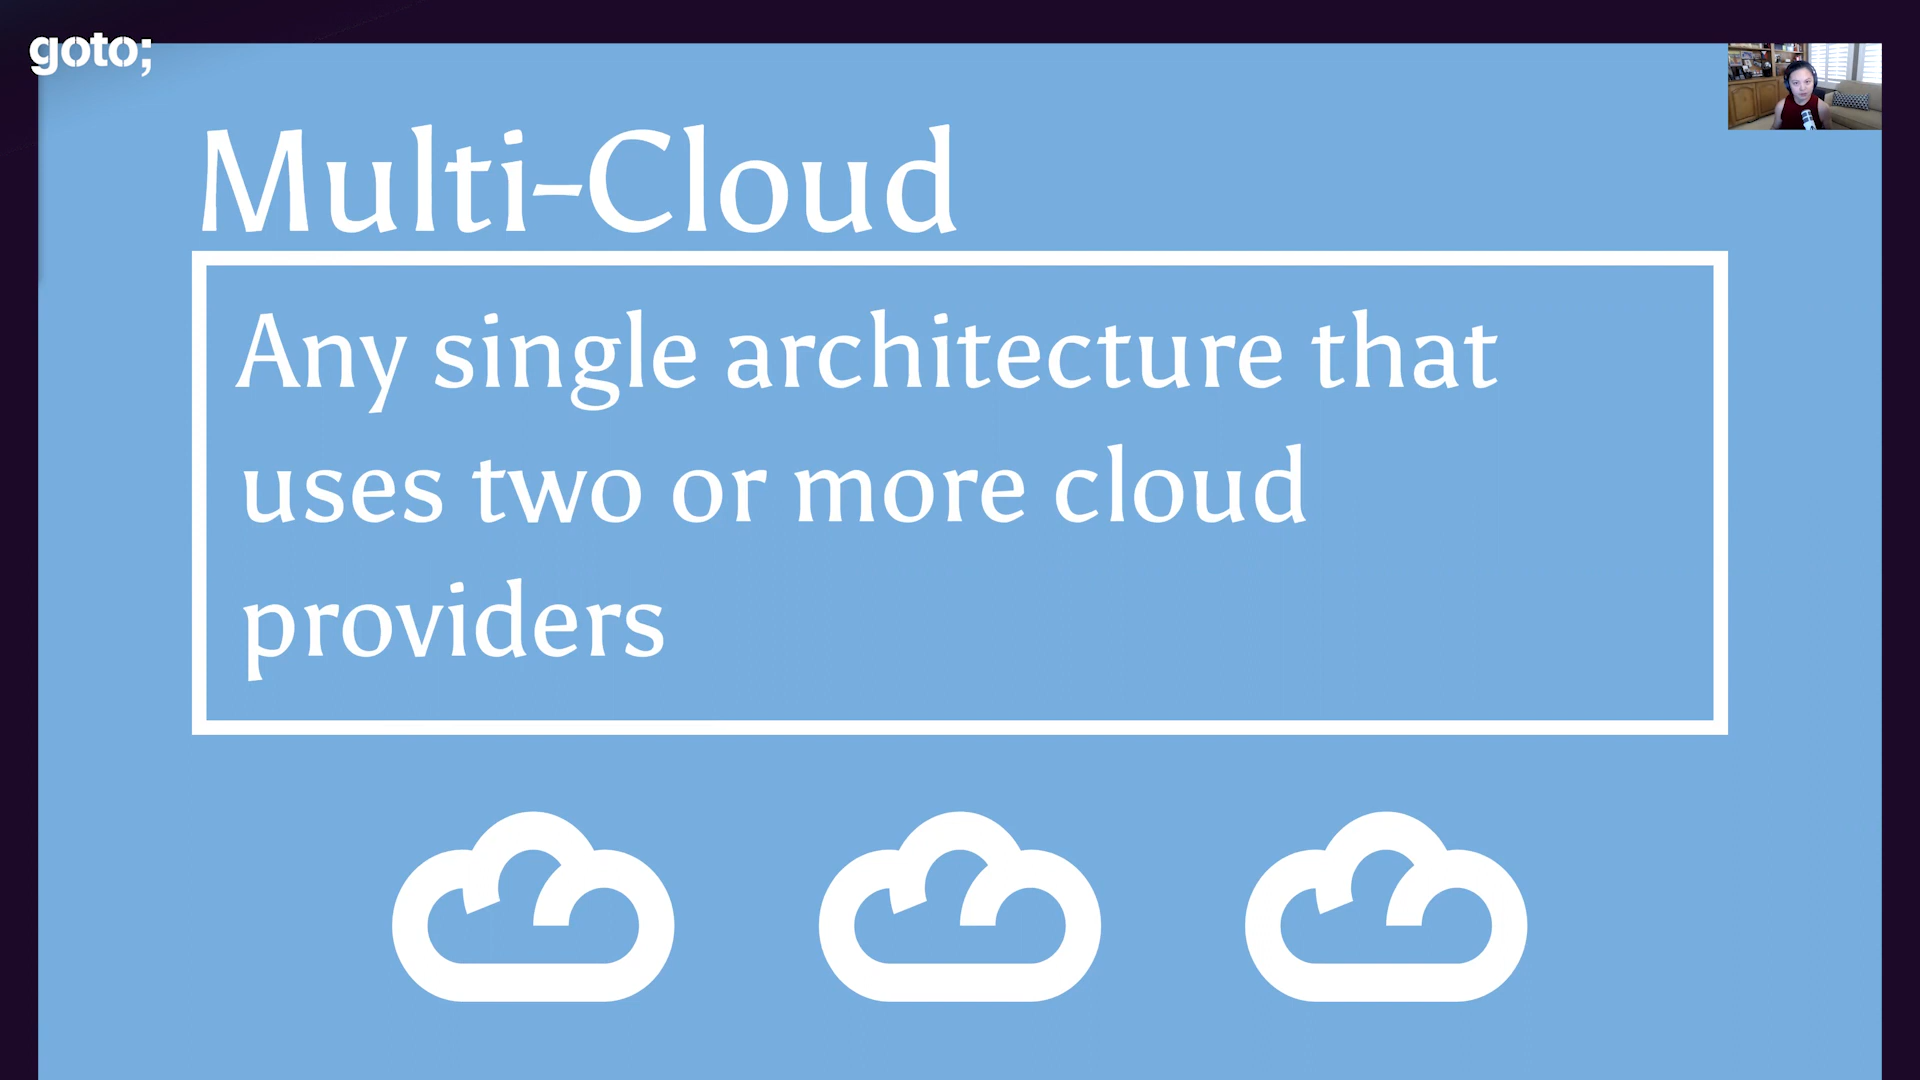 goto;
Multi-Cloud
Any single architecture that
uses two or more cloud
providers